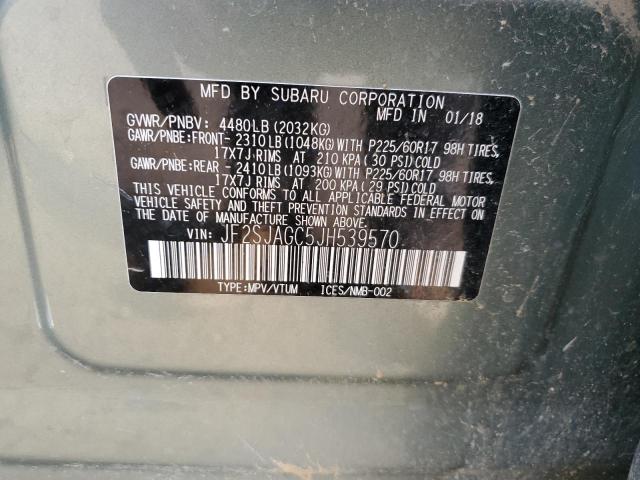 MFD BY SUBARU CORPORATION
MFD IN 01/18
GVWR/PNBV: 4480LB(2032KG)
GAWR/PNBE:FRONT- 2310LB(1048KG)WITH P225/60R17 98H TIRES,
17X7J RIMS AT 210 KPA(30 PSI)COLD
GAWR/PNBE:REAR - 2410LB(1093KG)WITH P225/60R17 98H TIRES,
17X7J RIMS AT 200 KPA(29 PSI)COLD
THIS VEHICLE CONFORMS TO ALL APPLICABLE FEDERAL MOTOR
VEHICLE SAFETY AND THEFT PREVENTION STANDARDS IN EFFECT ON
THE DATE OF MANUFACTURE SHOWN ABOVE.
VIN: JF2SJAGC5JH539570
TYPE:MPV/VTUM ICES/NMB-002